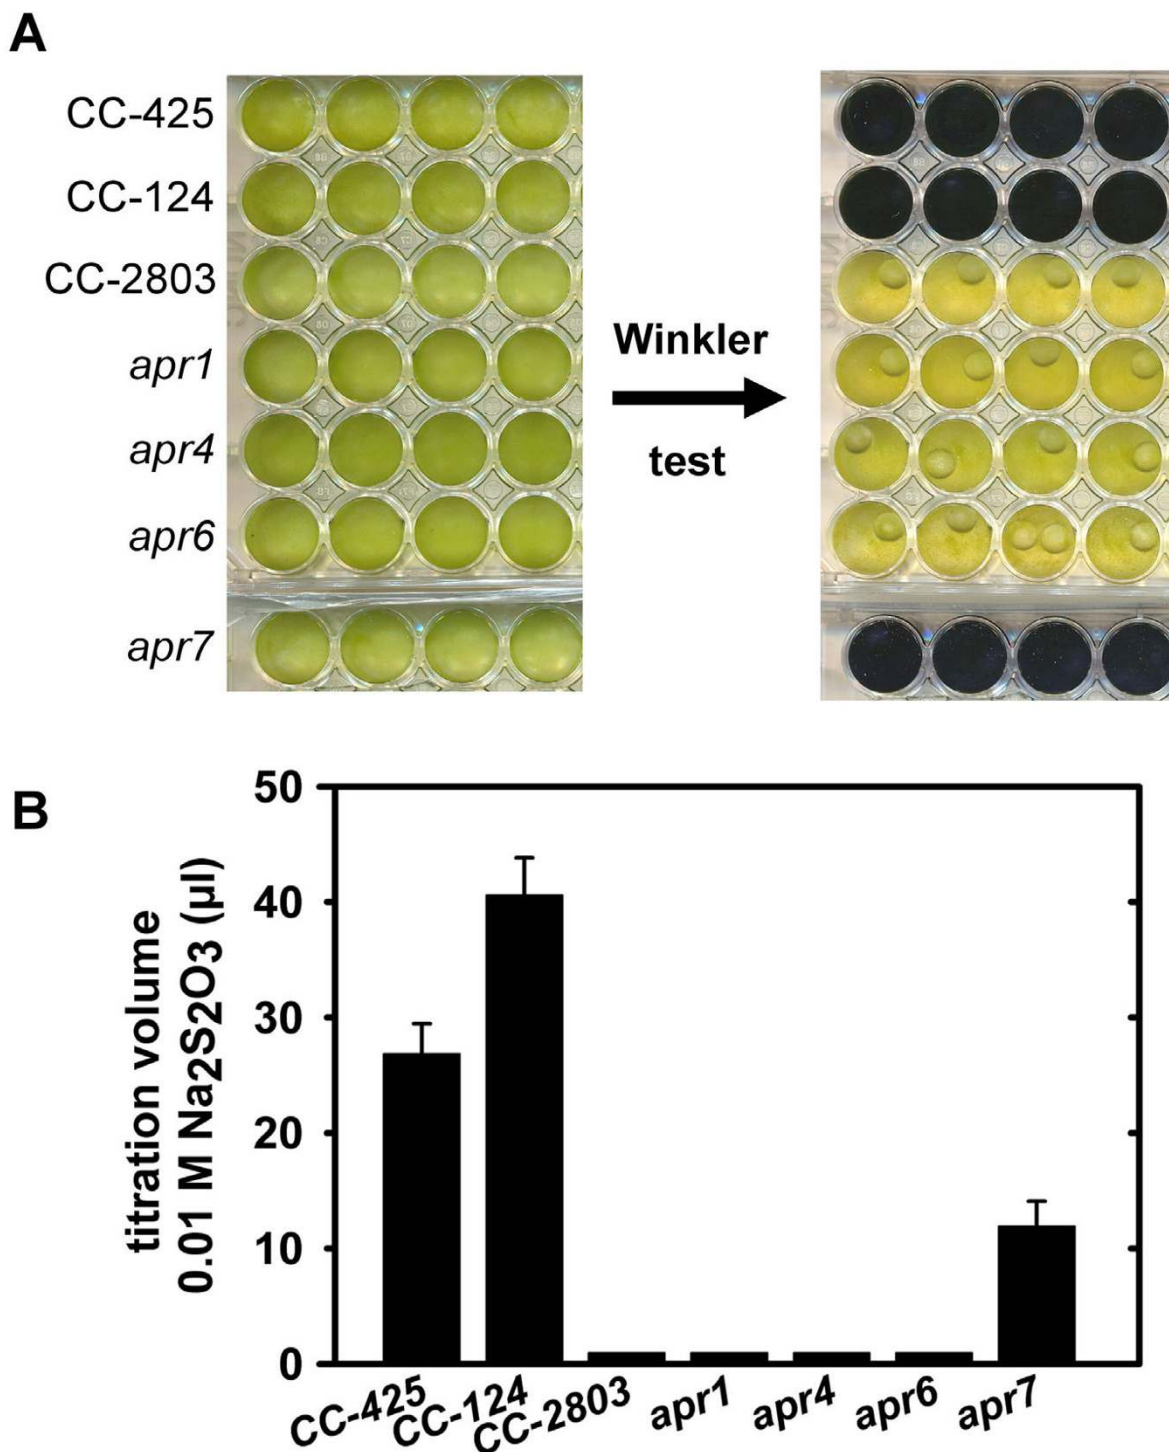 A
CC-425
CC-124
CC-2803
apr1
apr4
apr6
apr7
Winkler
test
B
titration volume
0.01 M Na2S2O3 (µl)
50
40
30
20
10
0
CC-425
CC-124
CC-2803
apr1
apr4
apr6
apr7